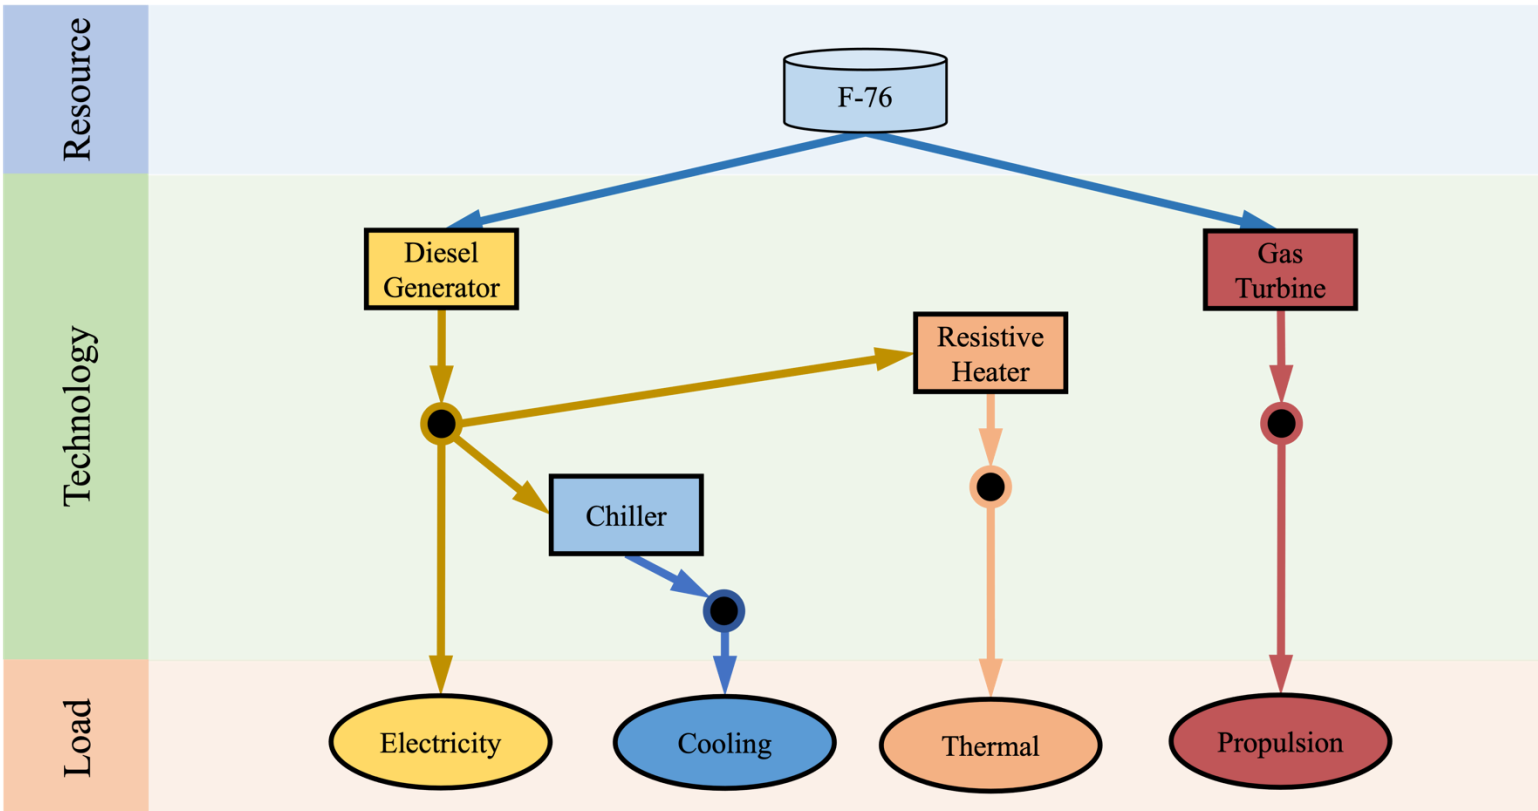 Resource
F-76
Technology
Diesel
Generator
Gas
Turbine
Resistive
Heater
Chiller
Load
Electricity
Cooling
Thermal
Propulsion